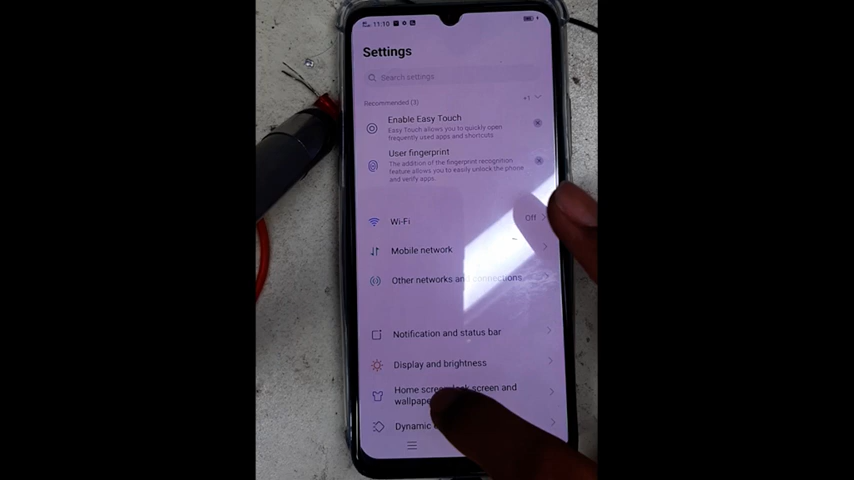 11:10
Settings
Search settings
Recommended (3)
+1
Enable Easy Touch
Easy Touch allows you to quickly open
frequently used apps and shortcuts
User fingerprint
The addition of the fingerprint recognition
feature allows you to easily unlock the phone
and verify apps.
Wi-Fi
Off
Mobile network
Other networks and connections
Notification and status bar
Display and brightness
Home screen, lock screen and
wallpaper
Dynamic